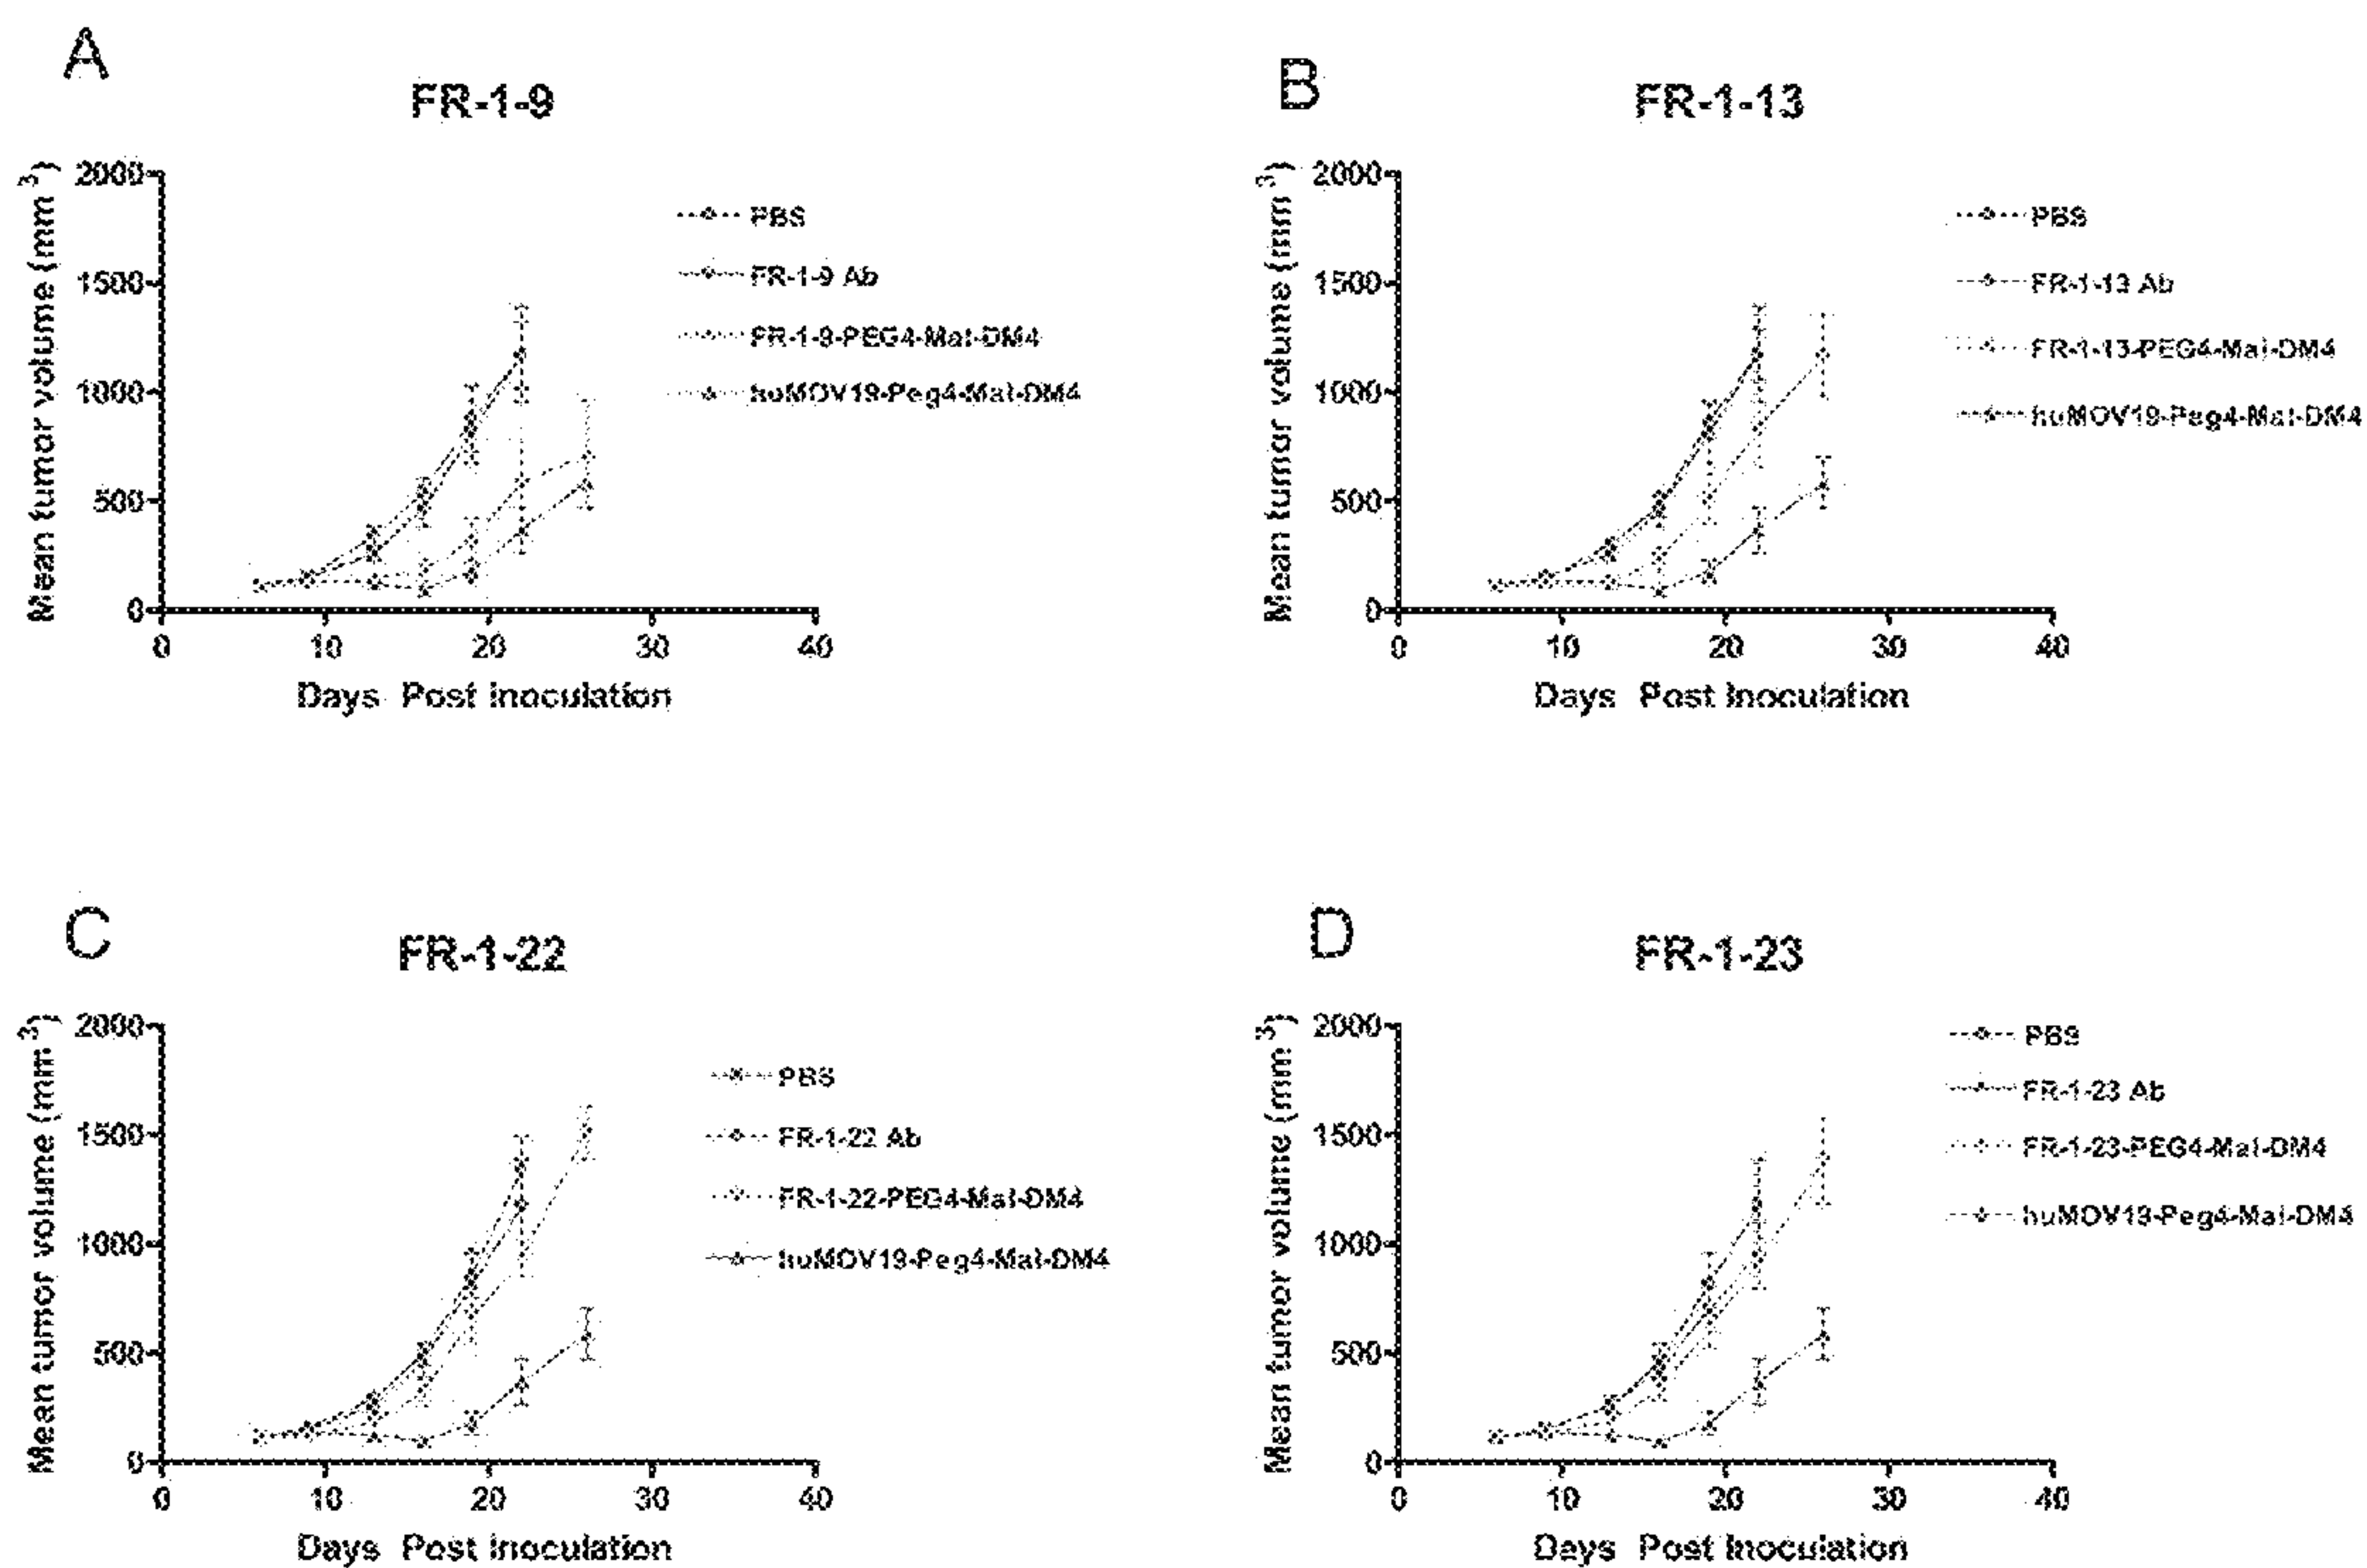 A
FR-1-9
Mean tumor volume (mm³)
2000
1500
1000
500
0
0 10 20 30 40
Days Post Inoculation
PBS
FR-1-9 Ab
FR-1-9-PEG4-Mal-DM4
huMOV19-Peg4-Mal-DM4
B
FR-1-13
Mean tumor volume (mm³)
2000
1500
1000
500
0
0 10 20 30 40
Days Post Inoculation
PBS
FR-1-13 Ab
FR-1-13-PEG4-Mal-DM4
huMOV19-Peg4-Mal-DM4
C
FR-1-22
Mean tumor volume (mm³)
2000
1500
1000
500
0
0 10 20 30 40
Days Post Inoculation
PBS
FR-1-22 Ab
FR-1-22-PEG4-Mal-DM4
huMOV19-Peg4-Mal-DM4
D
FR-1-23
Mean tumor volume (mm³)
2000
1500
1000
500
0
0 10 20 30 40
Days Post Inoculation
PBS
FR-1-23 Ab
FR-1-23-PEG4-Mal-DM4
huMOV19-Peg4-Mal-DM4